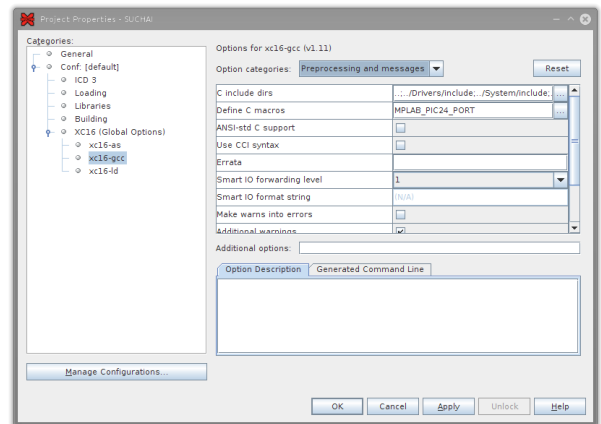 Project Properties - SUCHAI
Categories:
General
Conf: [default]
ICD 3
Loading
Libraries
Building
XC16 (Global Options)
xc16-as
xc16-gcc
xc16-ld
Manage Configurations...
Options for xc16-gcc (v1.11)
Option categories: Preprocessing and messages Reset
C include dirs ..;../Drivers/include;../System/include; ...
Define C macros MPLAB_PIC24_PORT ...
ANSI-std C support
Use CCI syntax
Errata
Smart IO forwarding level 1
Smart IO format string (N/A)
Make warns into errors
Additional warnings
Additional options:
Option Description Generated Command Line
OK Cancel Apply Unlock Help